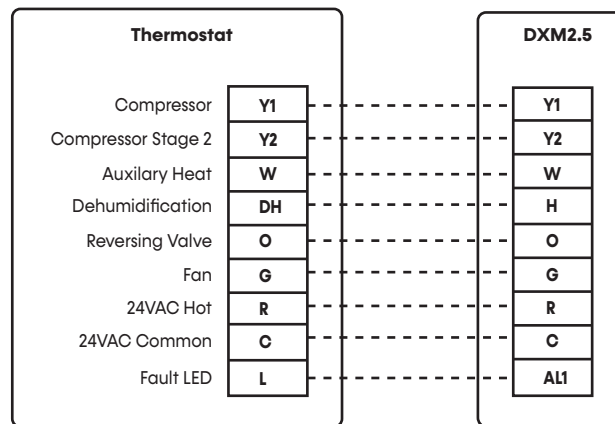 Thermostat DXM2.5
Compressor Y1 Y1
Compressor Stage 2 Y2 Y2
Auxilary Heat W W
Dehumidification DH H
Reversing Valve O O
Fan G G
24VAC Hot R R
24VAC Common C C
Fault LED L AL1